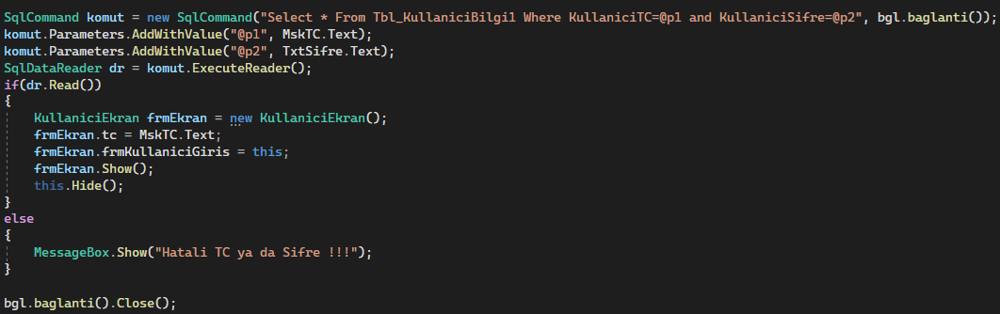 SqlCommand komut = new SqlCommand("Select * From Tbl_KullaniciBilgi1 Where KullaniciTC=@p1 and KullaniciSifre=@p2", bgl.baglanti());
komut.Parameters.AddWithValue("@p1", MskTC.Text);
komut.Parameters.AddWithValue("@p2", TxtSifre.Text);
SqlDataReader dr = komut.ExecuteReader();
if(dr.Read())
{
    KullaniciEkran frmEkran = new KullaniciEkran();
    frmEkran.tc = MskTC.Text;
    frmEkran.frmKullaniciGiris = this;
    frmEkran.Show();
    this.Hide();
}
else
{
    MessageBox.Show("Hatali TC ya da Sifre !!!");
}

bgl.baglanti().Close();